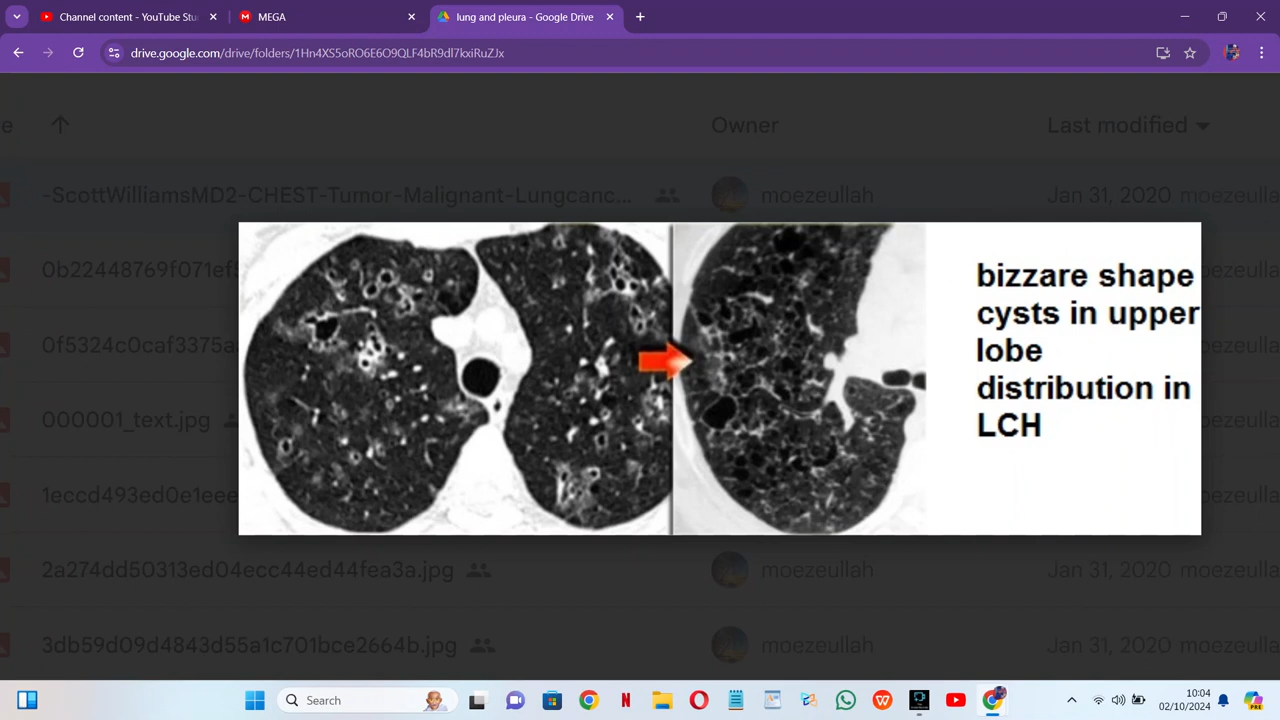 Channel content - YouTube Stu
MEGA
lung and pleura - Google Drive
drive.google.com/drive/folders/1Hn4XS5oRO6E6O9QLF4bR9dl7kxiRuZJx
Owner
Last modified
-ScottWilliamsMD2-CHEST-Tumor-Malignant-Lungcanc...
moezeullah
Jan 31, 2020
0b22448769f071ef
bizzare shape
cysts in upper
lobe
distribution in
LCH
0f5324c0caf3375a
000001_text.jpg
1eccd493ed0e1eee
2a274dd50313ed04ecc44ed44fea3a.jpg
moezeullah
Jan 31, 2020
3db59d09d4843d55a1c701bce2664b.jpg
moezeullah
Jan 31, 2020
Search
10:04
02/10/2024